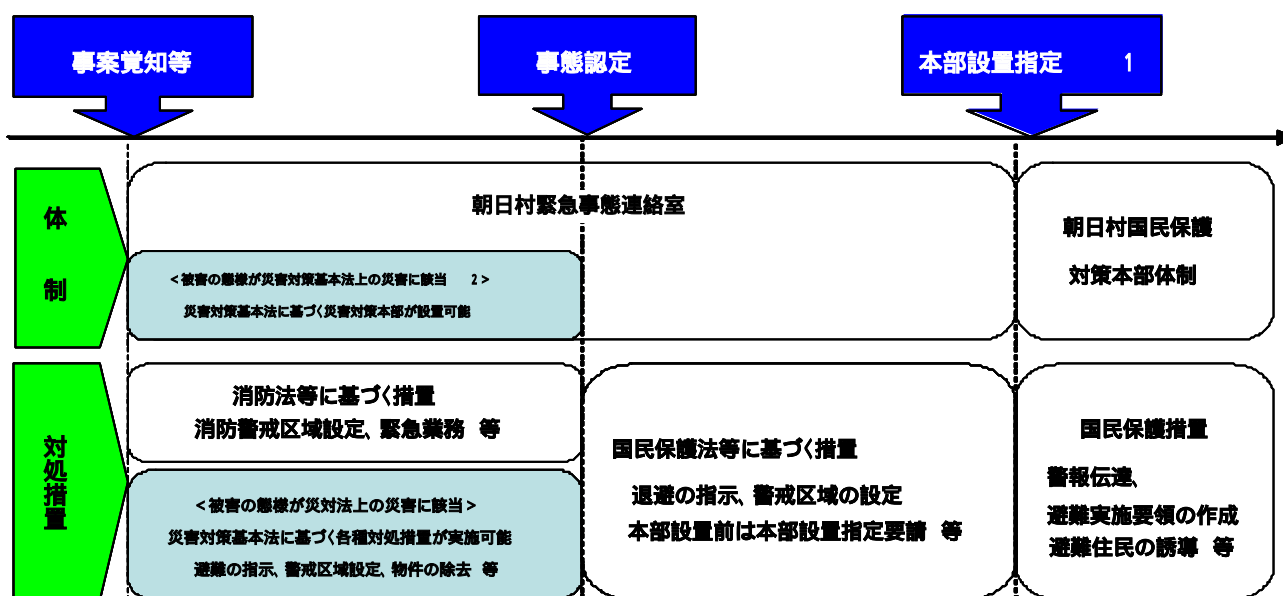 事案覚知等
事態認定
本部設置指定 1
体制
朝日村緊急事態連絡室
<被害の態様が災害対策基本法上の災害に該当 2>
災害対策基本法に基づく災害対策本部が設置可能
朝日村国民保護
対策本部体制
対処措置
消防法等に基づく措置
消防警戒区域設定、緊急業務 等
<被害の態様が災対法上の災害に該当>
災害対策基本法に基づく各種対処措置が実施可能
避難の指示、警戒区域設定、物件の除去 等
国民保護法等に基づく措置
退避の指示、警戒区域の設定
本部設置前は本部設置指定要請 等
国民保護措置
警報伝達、
避難実施要領の作成
避難住民の誘導 等